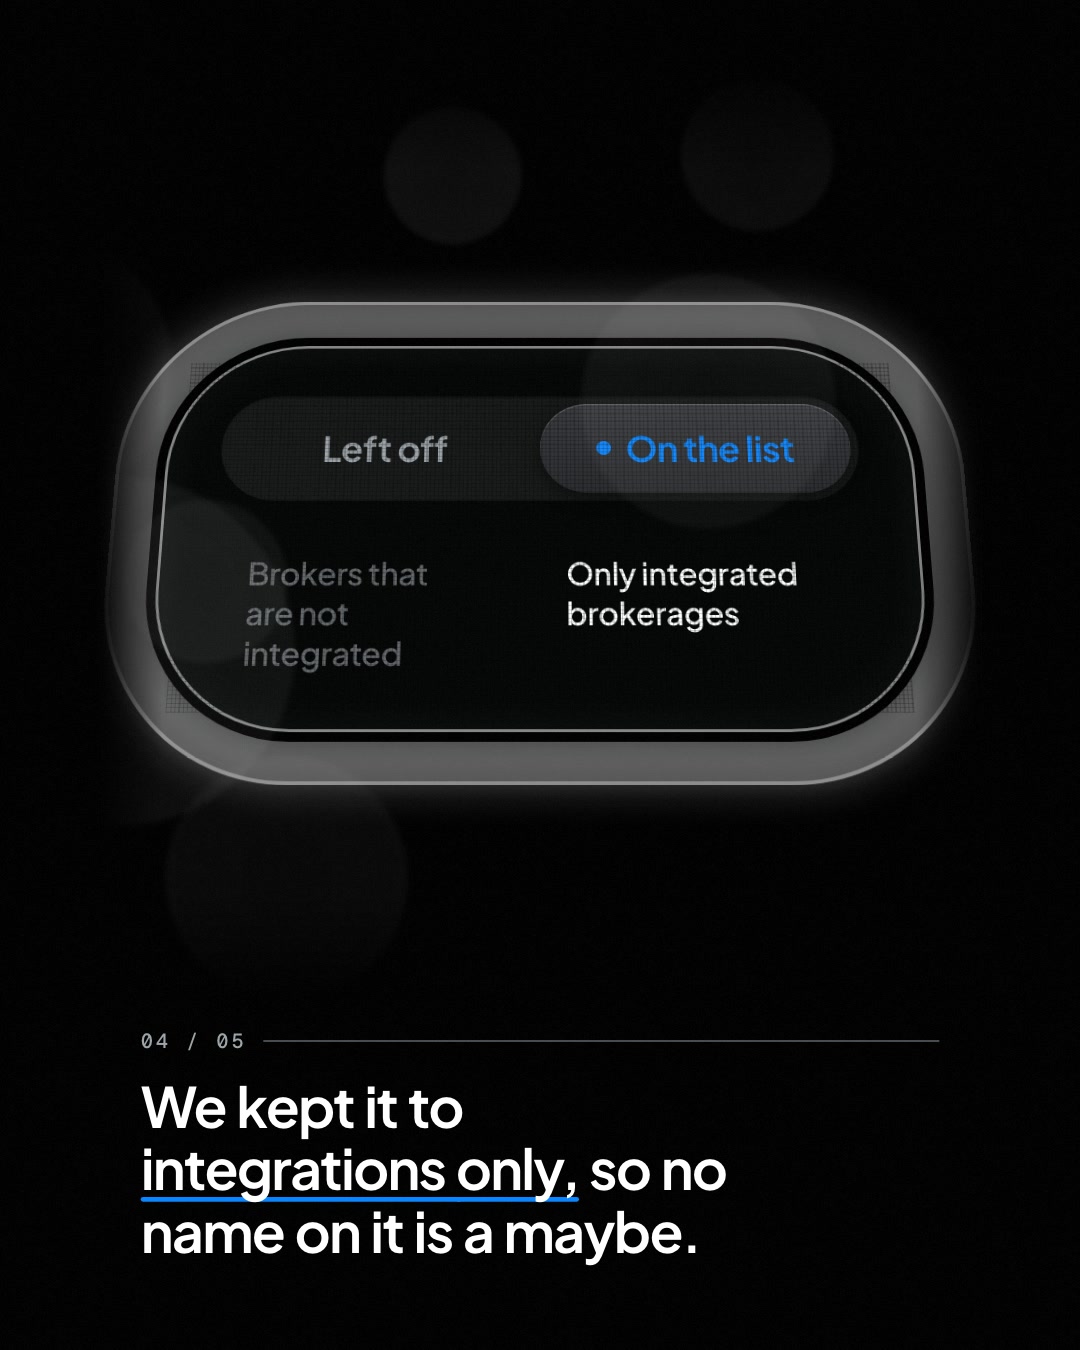 Left off
On the list
Brokers that
are not
integrated
Only integrated
brokerages
04 / 05
We kept it to
integrations only, so no
name on it is a maybe.